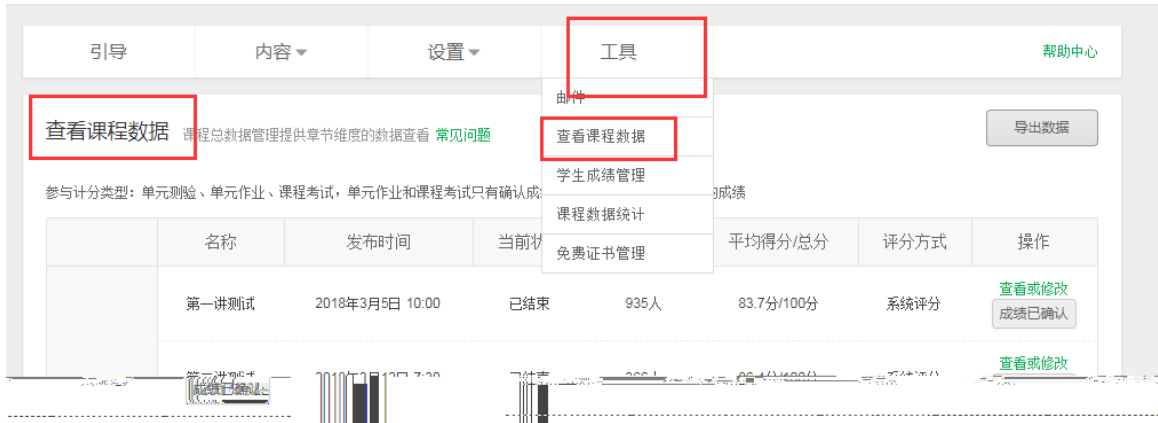 引导 内容 设置 工具 帮助中心
邮件
查看课程数据 课程总数据管理提供章节维度的数据查看 常见问题 查看课程数据 导出数据
学生成绩管理
参与计分类型：单元测验、单元作业、课程考试，单元作业和课程考试只有确认成 的成绩
课程数据统计
名称 发布时间 当前状 平均得分/总分 评分方式 操作
免费证书管理
第一讲测试 2018年3月5日 10:00 已结束 935人 83.7分/100分 系统评分 查看或修改
成绩已确认
查看或修改
成绩已确认